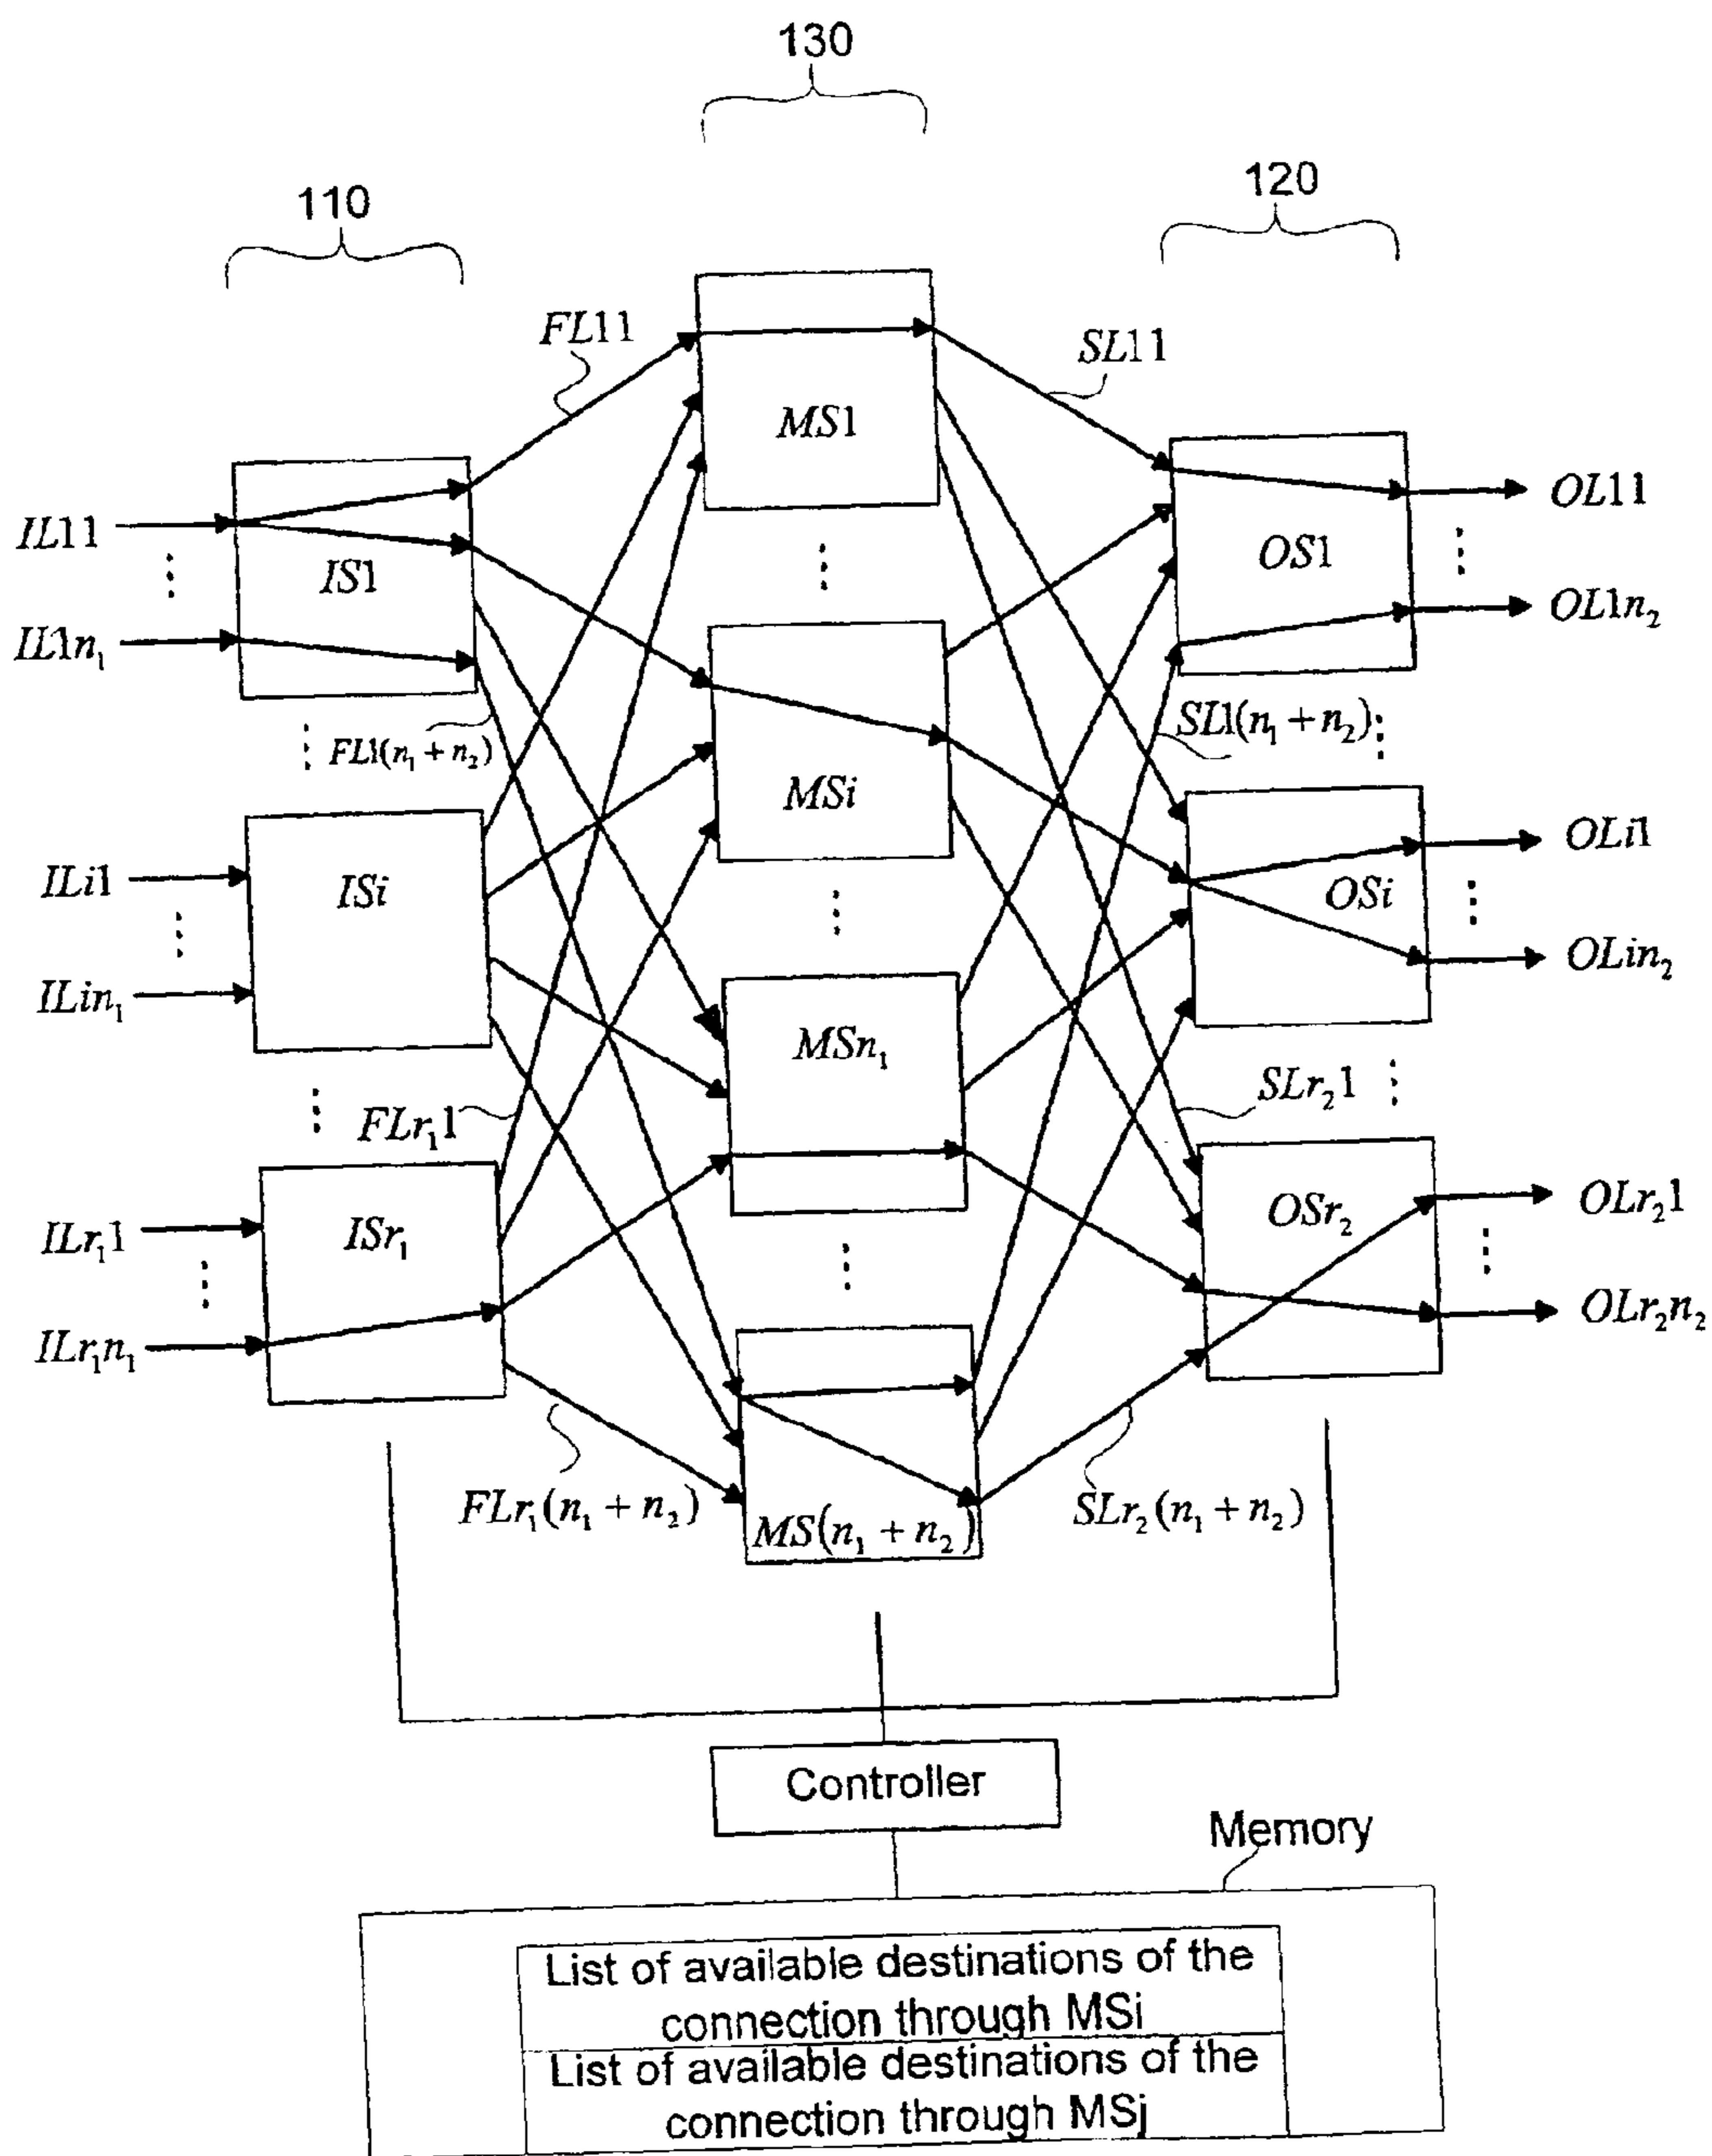 130
110
120
FL11
SL11
MS1
IL11
IS1
IL1n₁
OS1
OL11
OL1n₂
FL1(n₁ + n₂)
SL1(n₁ + n₂)
MSi
ILi1
ISi
ILin₁
OLi1
OSi
OLin₂
MSn₁
FLr₁1
SLr₂1
ILr₁1
ISr₁
ILr₁n₁
OSr₂
OLr₂1
OLr₂n₂
FLr₁(n₁ + n₂)
MS(n₁ + n₂)
SLr₂(n₁ + n₂)
Controller
Memory
List of available destinations of the
connection through MSi
List of available destinations of the
connection through MSj